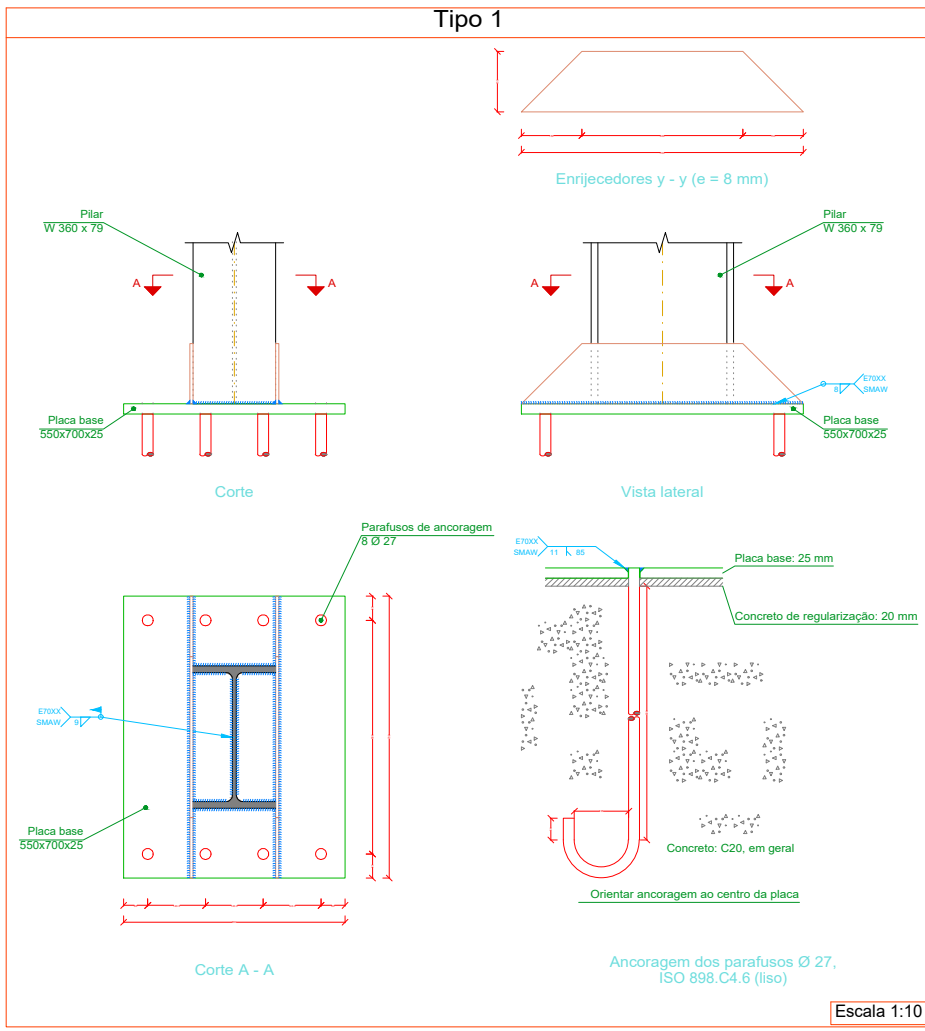 Tipo 1
Enrijecedores y - y (e = 8 mm)
Pilar
W 360 x 79
A
A
Placa base
550x700x25
Corte
Pilar
W 360 x 79
A
A
E70XX
8
SMAW
Placa base
550x700x25
Vista lateral
Parafusos de ancoragem
8 Ø 27
E70XX
SMAW
9
Placa base
550x700x25
Corte A - A
E70XX
SMAW
11
85
Placa base: 25 mm
Concreto de regularização: 20 mm
Concreto: C20, em geral
Orientar ancoragem ao centro da placa
Ancoragem dos parafusos Ø 27,
ISO 898.C4.6 (liso)
Escala 1:10